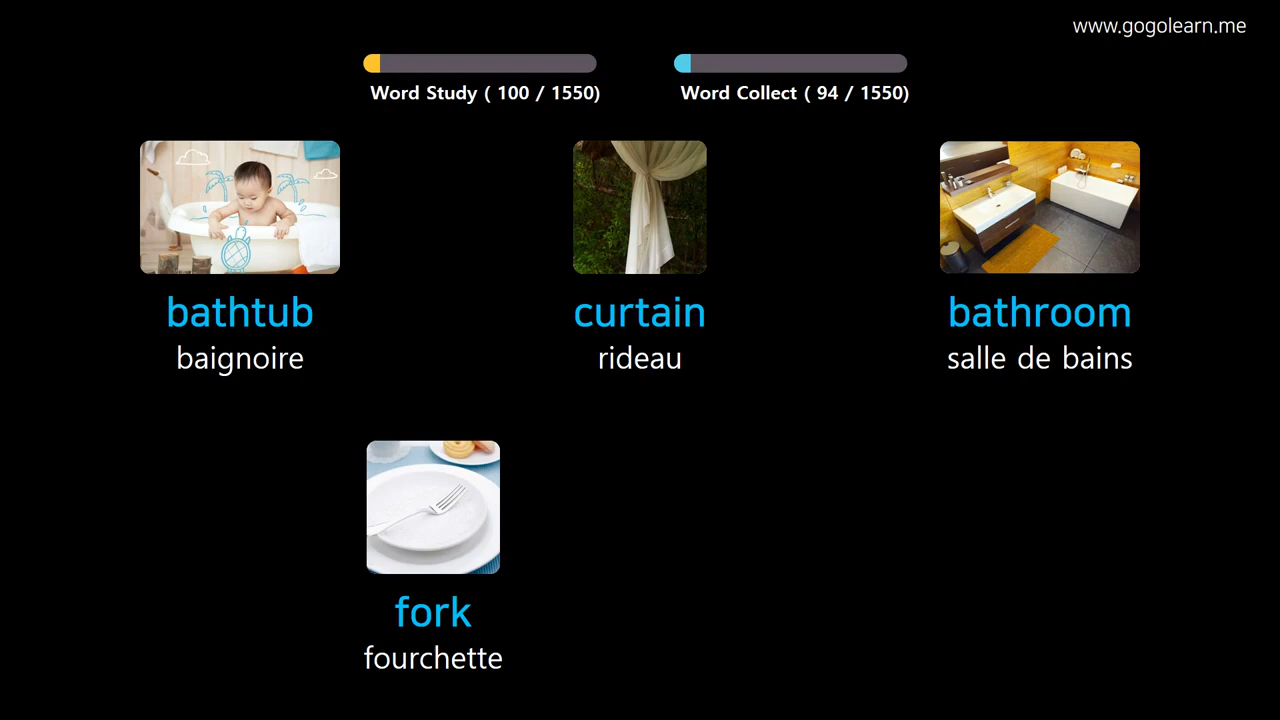 www.gogolearn.me
Word Study ( 100 / 1550)
Word Collect ( 94 / 1550)
bathtub
baignoire
curtain
rideau
bathroom
salle de bains
fork
fourchette